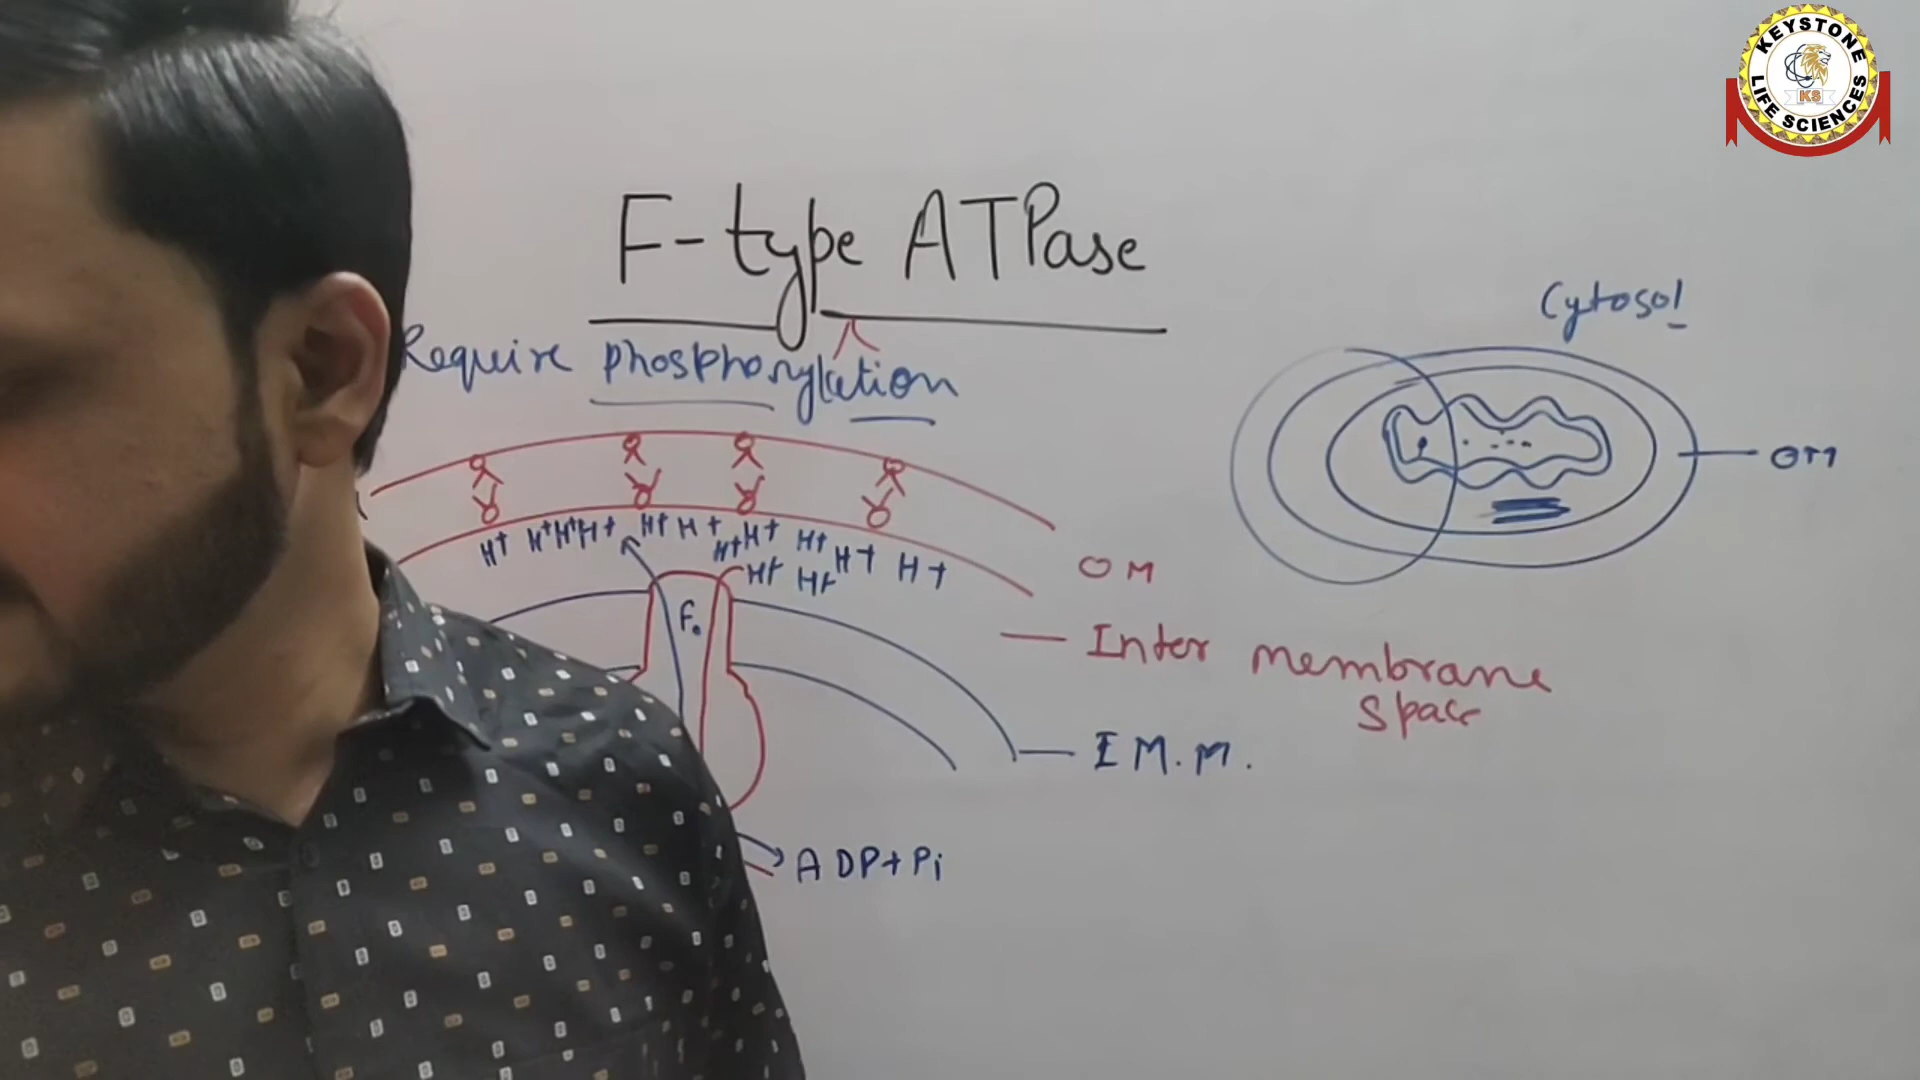 KEYSTONE
LIFE SCIENCES
KS
F-type ATPase
Require phosphorylation
Cytosol
OM
H+ H+H+H+ H+ H+ H+H+ H+ H+ H+
H+ H+
OM
F₀
Inter membrane
space
I M.M.
ADP+Pi